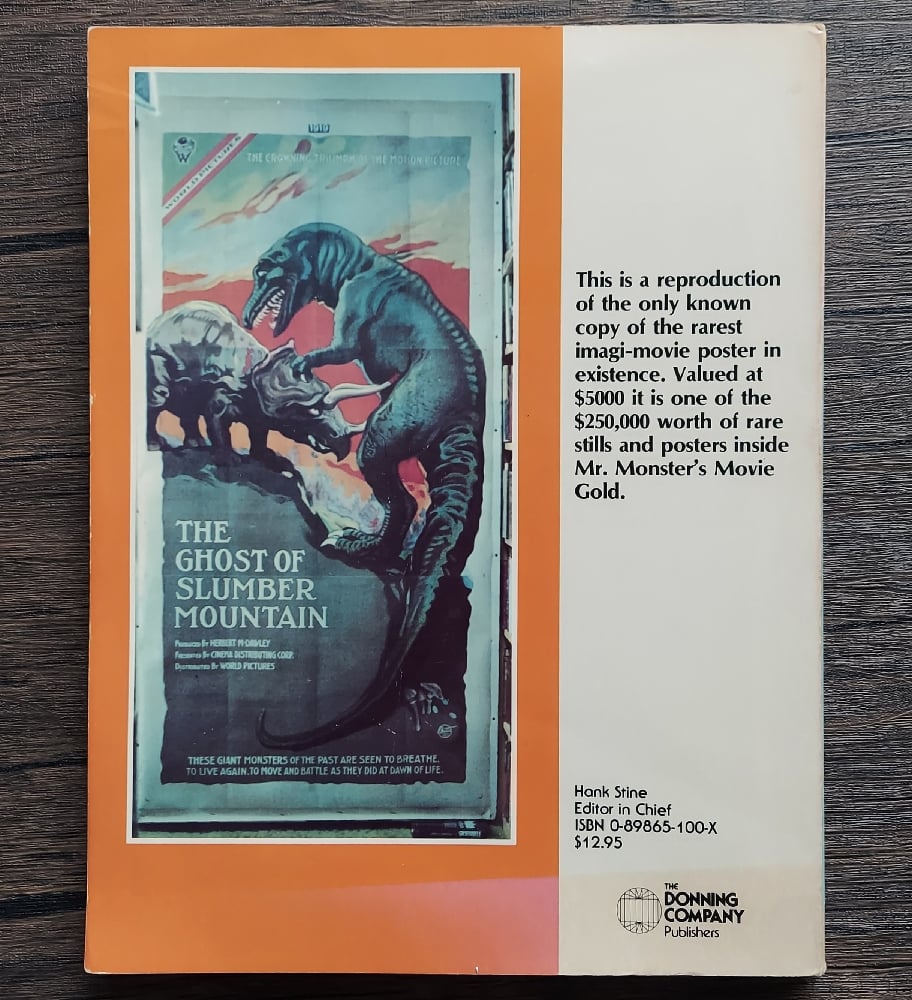 1919
WORLD PICTURES
THE CROWNING TRIUMPH OF THE MOTION PICTURE
THE
GHOST OF
SLUMBER
MOUNTAIN
PRODUCED BY HERBERT M. DAWLEY
PRESENTED BY CINEMA DISTRIBUTING CORP.
DISTRIBUTED BY WORLD PICTURES
THESE GIANT MONSTERS OF THE PAST ARE SEEN TO BREATHE,
TO LIVE AGAIN, TO MOVE AND BATTLE AS THEY DID AT DAWN OF LIFE.
This is a reproduction
of the only known
copy of the rarest
imagi-movie poster in
existence. Valued at
$5000 it is one of the
$250,000 worth of rare
stills and posters inside
Mr. Monster's Movie
Gold.
Hank Stine
Editor in Chief
ISBN 0-89865-100-X
$12.95
THE
DONNING
COMPANY
Publishers